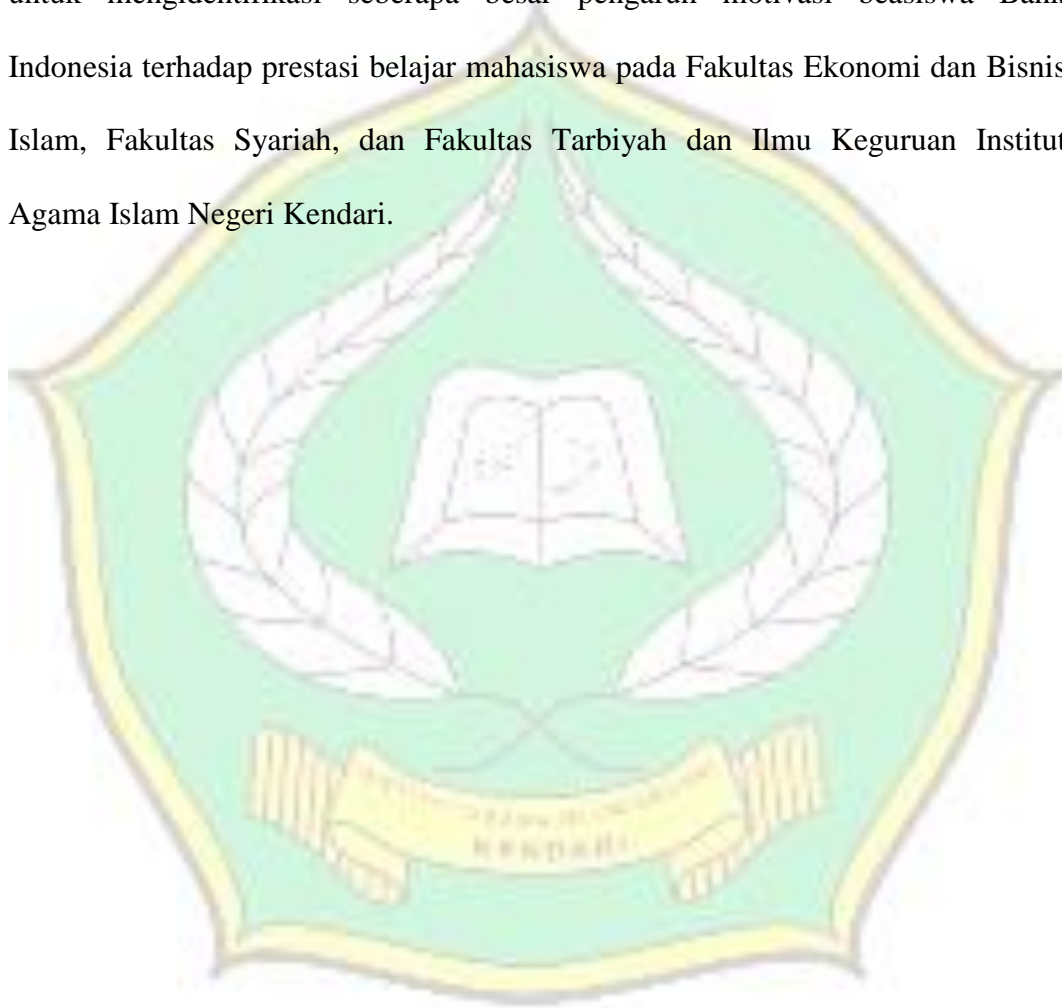 untuk mengidentifikasi seberapa besar pengaruh motivasi beasiswa Bank
Indonesia terhadap prestasi belajar mahasiswa pada Fakultas Ekonomi dan Bisnis
Islam, Fakultas Syariah, dan Fakultas Tarbiyah dan Ilmu Keguruan Institut
Agama Islam Negeri Kendari.
KENDARI